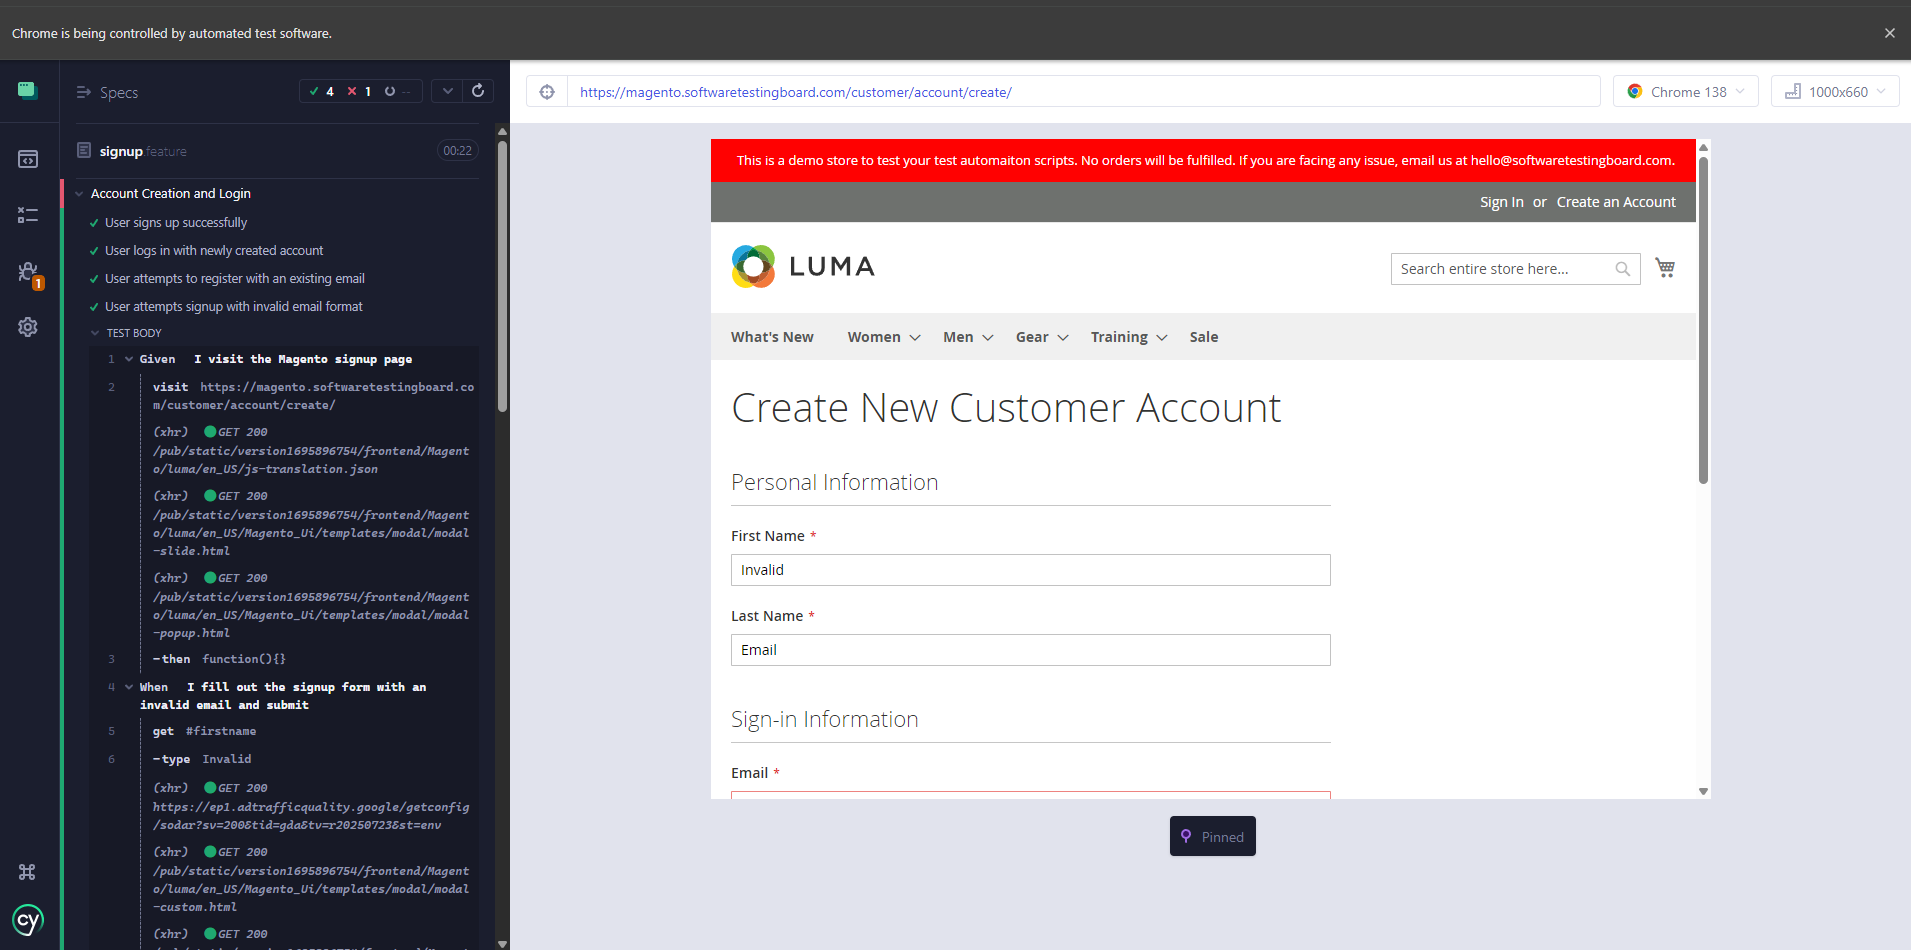 Chrome is being controlled by automated test software.
Specs
4 1 --
https://magento.softwaretestingboard.com/customer/account/create/
Chrome 138
1000x660
signup.feature
00:22
Account Creation and Login
User signs up successfully
User logs in with newly created account
User attempts to register with an existing email
User attempts signup with invalid email format
TEST BODY
1 Given I visit the Magento signup page
2 visit https://magento.softwaretestingboard.co
m/customer/account/create/
(xhr) GET 200
/pub/static/version1695896754/frontend/Magent
o/luma/en_US/js-translation.json
(xhr) GET 200
/pub/static/version1695896754/frontend/Magent
o/luma/en_US/Magento_Ui/templates/modal/modal
-slide.html
(xhr) GET 200
/pub/static/version1695896754/frontend/Magent
o/luma/en_US/Magento_Ui/templates/modal/modal
-popup.html
3 -then function(){}
4 When I fill out the signup form with an
invalid email and submit
5 get #firstname
6 -type Invalid
(xhr) GET 200
https://ep1.adtrafficquality.google/getconfig
/sodar?sv=200&tid=gda&tv=r20250723&st=env
(xhr) GET 200
/pub/static/version1695896754/frontend/Magent
o/luma/en_US/Magento_Ui/templates/modal/modal
-custom.html
(xhr) GET 200
1
cy
This is a demo store to test your test automaiton scripts. No orders will be fulfilled. If you are facing any issue, email us at hello@softwaretestingboard.com.
Sign In or Create an Account
LUMA
Search entire store here...
What's New Women Men Gear Training Sale
Create New Customer Account
Personal Information
First Name *
Invalid
Last Name *
Email
Sign-in Information
Email *
Pinned